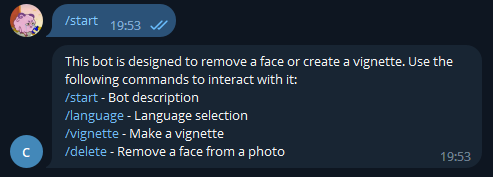 /start 19:53
This bot is designed to remove a face or create a vignette. Use the
following commands to interact with it:
/start - Bot description
/language - Language selection
/vignette - Make a vignette
/delete - Remove a face from a photo
C 19:53